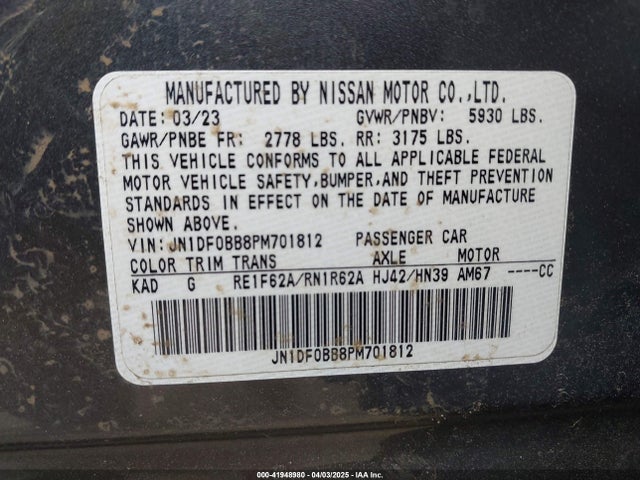 MANUFACTURED BY NISSAN MOTOR CO.,LTD.
DATE: 03/23 GVWR/PNBV: 5930 LBS.
GAWR/PNBE FR: 2778 LBS. RR: 3175 LBS.
THIS VEHICLE CONFORMS TO ALL APPLICABLE FEDERAL
MOTOR VEHICLE SAFETY,BUMPER,AND THEFT PREVENTION
STANDARDS IN EFFECT ON THE DATE OF MANUFACTURE
SHOWN ABOVE.
VIN: JN1DF0BB8PM701812 PASSENGER CAR
COLOR TRIM TRANS AXLE MOTOR
KAD G RE1F62A/RN1R62A HJ42/HN39 AM67 ----CC
JN1DF0BB8PM701812
000-41948980 - 04/03/2025 - IAA Inc.